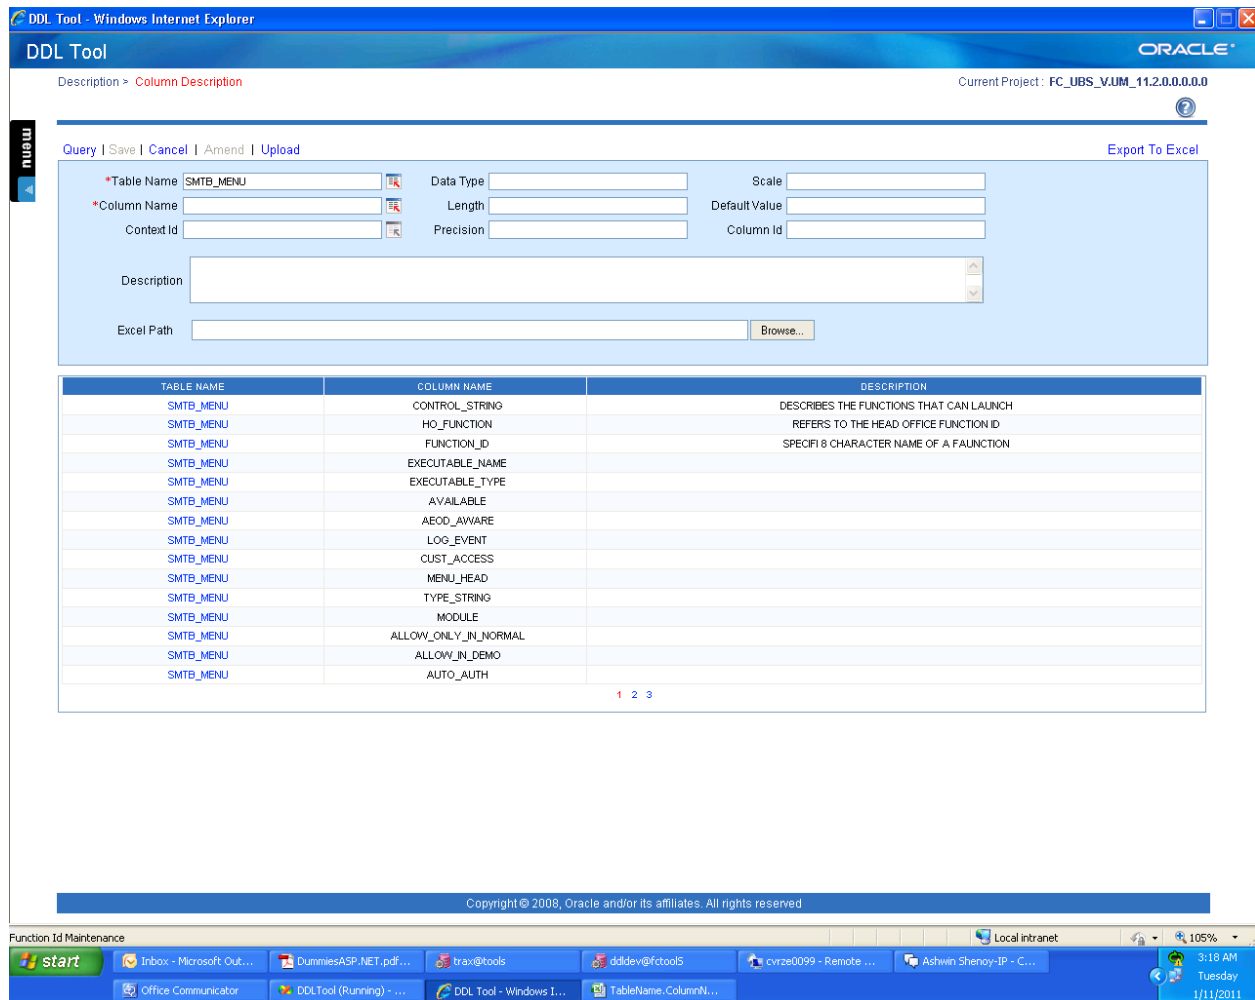 DDL Tool - Windows Internet Explorer
DDL Tool
ORACLE
Description > Column Description
Current Project : FC_UBS_V.UM_11.2.0.0.0.0.0
menu
Query | Save | Cancel | Amend | Upload
Export To Excel
*Table Name SMTB_MENU Data Type Scale
*Column Name Length Default Value
Context Id Precision Column Id
Description
Excel Path Browse...
TABLE NAME COLUMN NAME DESCRIPTION
SMTB_MENU CONTROL_STRING DESCRIBES THE FUNCTIONS THAT CAN LAUNCH
SMTB_MENU HO_FUNCTION REFERS TO THE HEAD OFFICE FUNCTION ID
SMTB_MENU FUNCTION_ID SPECIFI 8 CHARACTER NAME OF A FAUNCTION
SMTB_MENU EXECUTABLE_NAME
SMTB_MENU EXECUTABLE_TYPE
SMTB_MENU AVAILABLE
SMTB_MENU AEOD_AWARE
SMTB_MENU LOG_EVENT
SMTB_MENU CUST_ACCESS
SMTB_MENU MENU_HEAD
SMTB_MENU TYPE_STRING
SMTB_MENU MODULE
SMTB_MENU ALLOW_ONLY_IN_NORMAL
SMTB_MENU ALLOW_IN_DEMO
SMTB_MENU AUTO_AUTH
1 2 3
Copyright © 2008, Oracle and/or its affiliates. All rights reserved
Function Id Maintenance
Local intranet
105%
start
Inbox - Microsoft Out...
DummiesASP.NET.pdf...
trax@tools
ddldev@fctool5
cvrze0099 - Remote ...
Ashwin Shenoy-IP - C...
3:18 AM
Office Communicator
DDLTool (Running) - ...
DDL Tool - Windows I...
TableName.ColumnN...
Tuesday
1/11/2011